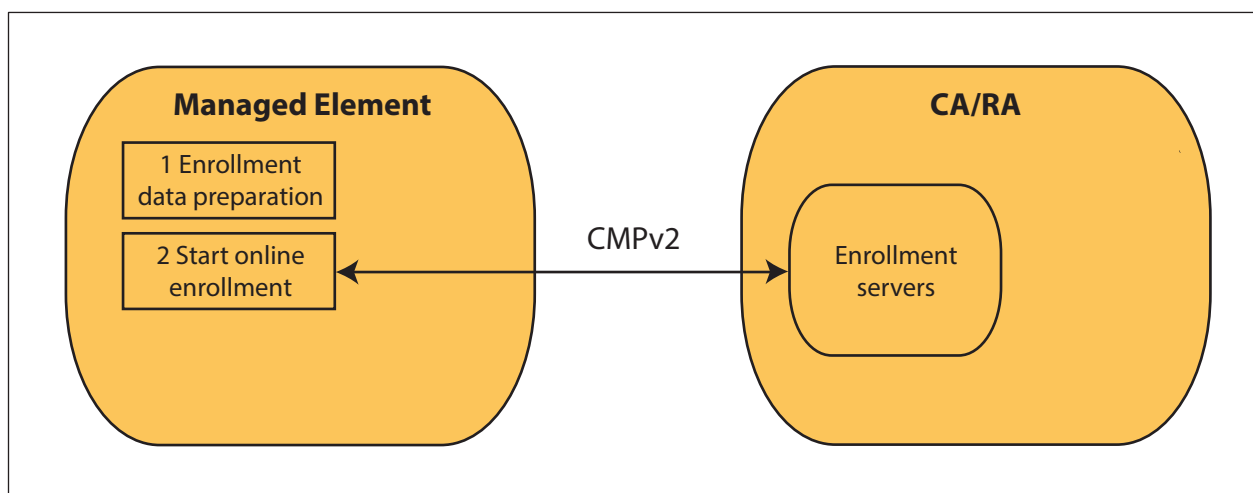 Managed Element
1 Enrollment
data preparation
2 Start online
enrollment
CMPv2
CA/RA
Enrollment
servers